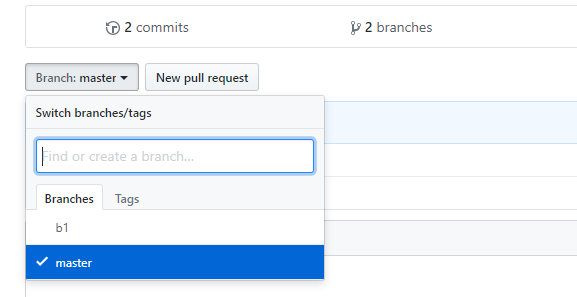 2 commits
2 branches
Branch: master
New pull request
Switch branches/tags
Find or create a branch...
Branches
Tags
b1
master